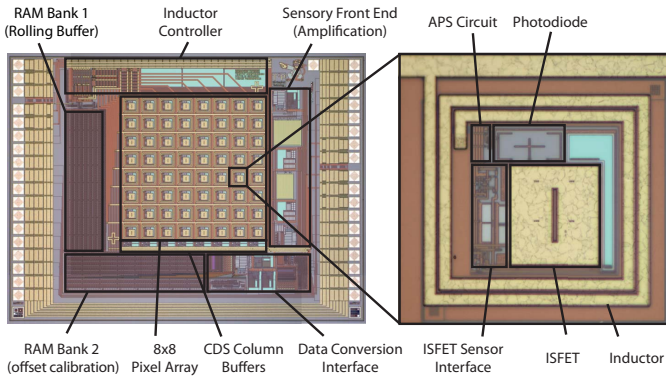 RAM Bank 1
(Rolling Buffer)
Inductor
Controller
Sensory Front End
(Amplification)
APS Circuit
Photodiode
RAM Bank 2
(offset calibration)
8x8
Pixel Array
CDS Column
Buffers
Data Conversion
Interface
ISFET Sensor
Interface
ISFET
Inductor